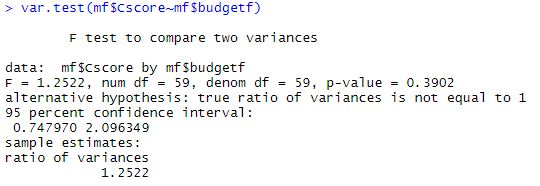 > var.test(mf$Cscore~mf$budgetf)
F test to compare two variances
data: mf$Cscore by mf$budgetf
F = 1.2522, num df = 59, denom df = 59, p-value = 0.3902
alternative hypothesis: true ratio of variances is not equal to 1
95 percent confidence interval:
0.747970 2.096349
sample estimates:
ratio of variances
1.2522